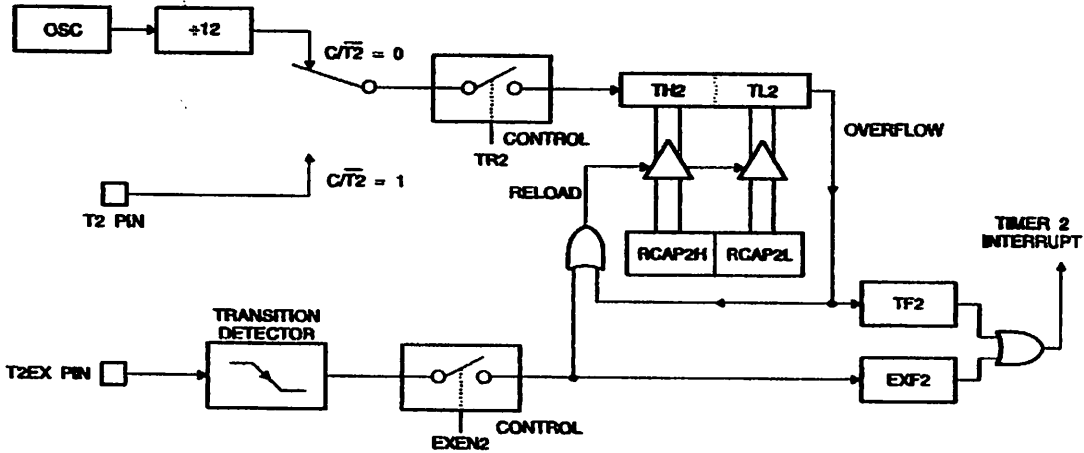 OSC
÷12
C/T2̅ = 0
TH2
TL2
OVERFLOW
CONTROL
TR2
C/T2̅ = 1
T2 PIN
RELOAD
RCAP2H
RCAP2L
TIMER 2
INTERRUPT
TRANSITION
DETECTOR
TF2
T2EX PIN
EXF2
CONTROL
EXEN2